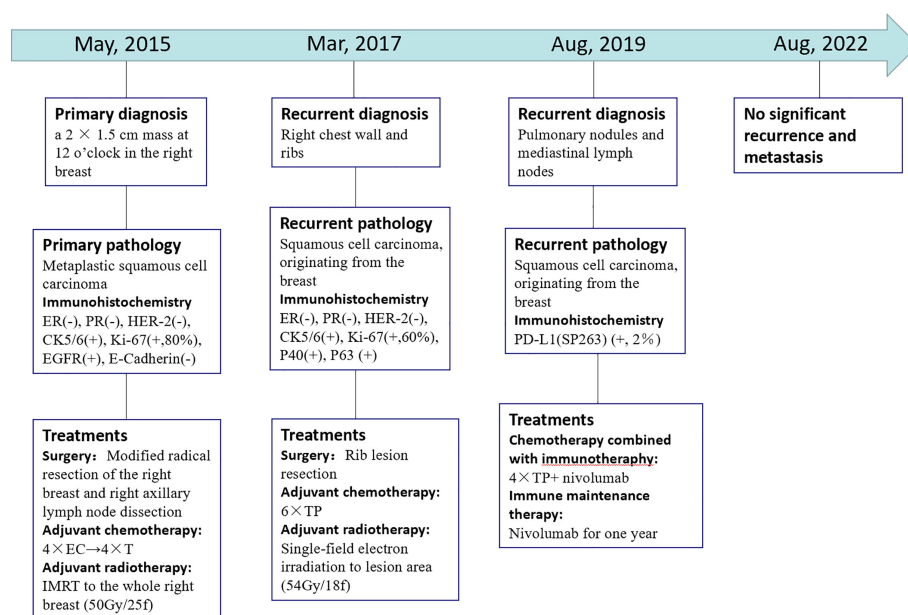 May, 2015
Mar, 2017
Aug, 2019
Aug, 2022
Primary diagnosis
a 2 × 1.5 cm mass at
12 o’clock in the right
breast
Primary pathology
Metaplastic squamous cell
carcinoma
Immunohistochemistry
ER(-), PR(-), HER-2(-),
CK5/6(+), Ki-67(+,80%),
EGFR(+), E-Cadherin(-)
Treatments
Surgery: Modified radical
resection of the right
breast and right axillary
lymph node dissection
Adjuvant chemotherapy:
4×EC→4×T
Adjuvant radiotherapy:
IMRT to the whole right
breast (50Gy/25f)
Recurrent diagnosis
Right chest wall and
ribs
Recurrent pathology
Squamous cell carcinoma,
originating from the
breast
Immunohistochemistry
ER(-), PR(-), HER-2(-),
CK5/6(+), Ki-67(+,60%),
P40(+), P63 (+)
Treatments
Surgery: Rib lesion
resection
Adjuvant chemotherapy:
6×TP
Adjuvant radiotherapy:
Single-field electron
irradiation to lesion area
(54Gy/18f)
Recurrent diagnosis
Pulmonary nodules and
mediastinal lymph
nodes
Recurrent pathology
Squamous cell carcinoma,
originating from the
breast
Immunohistochemistry
PD-L1(SP263) (+, 2%)
Treatments
Chemotherapy combined
with immunotheraphy:
4×TP+ nivolumab
Immune maintenance
therapy:
Nivolumab for one year
No significant
recurrence and
metastasis